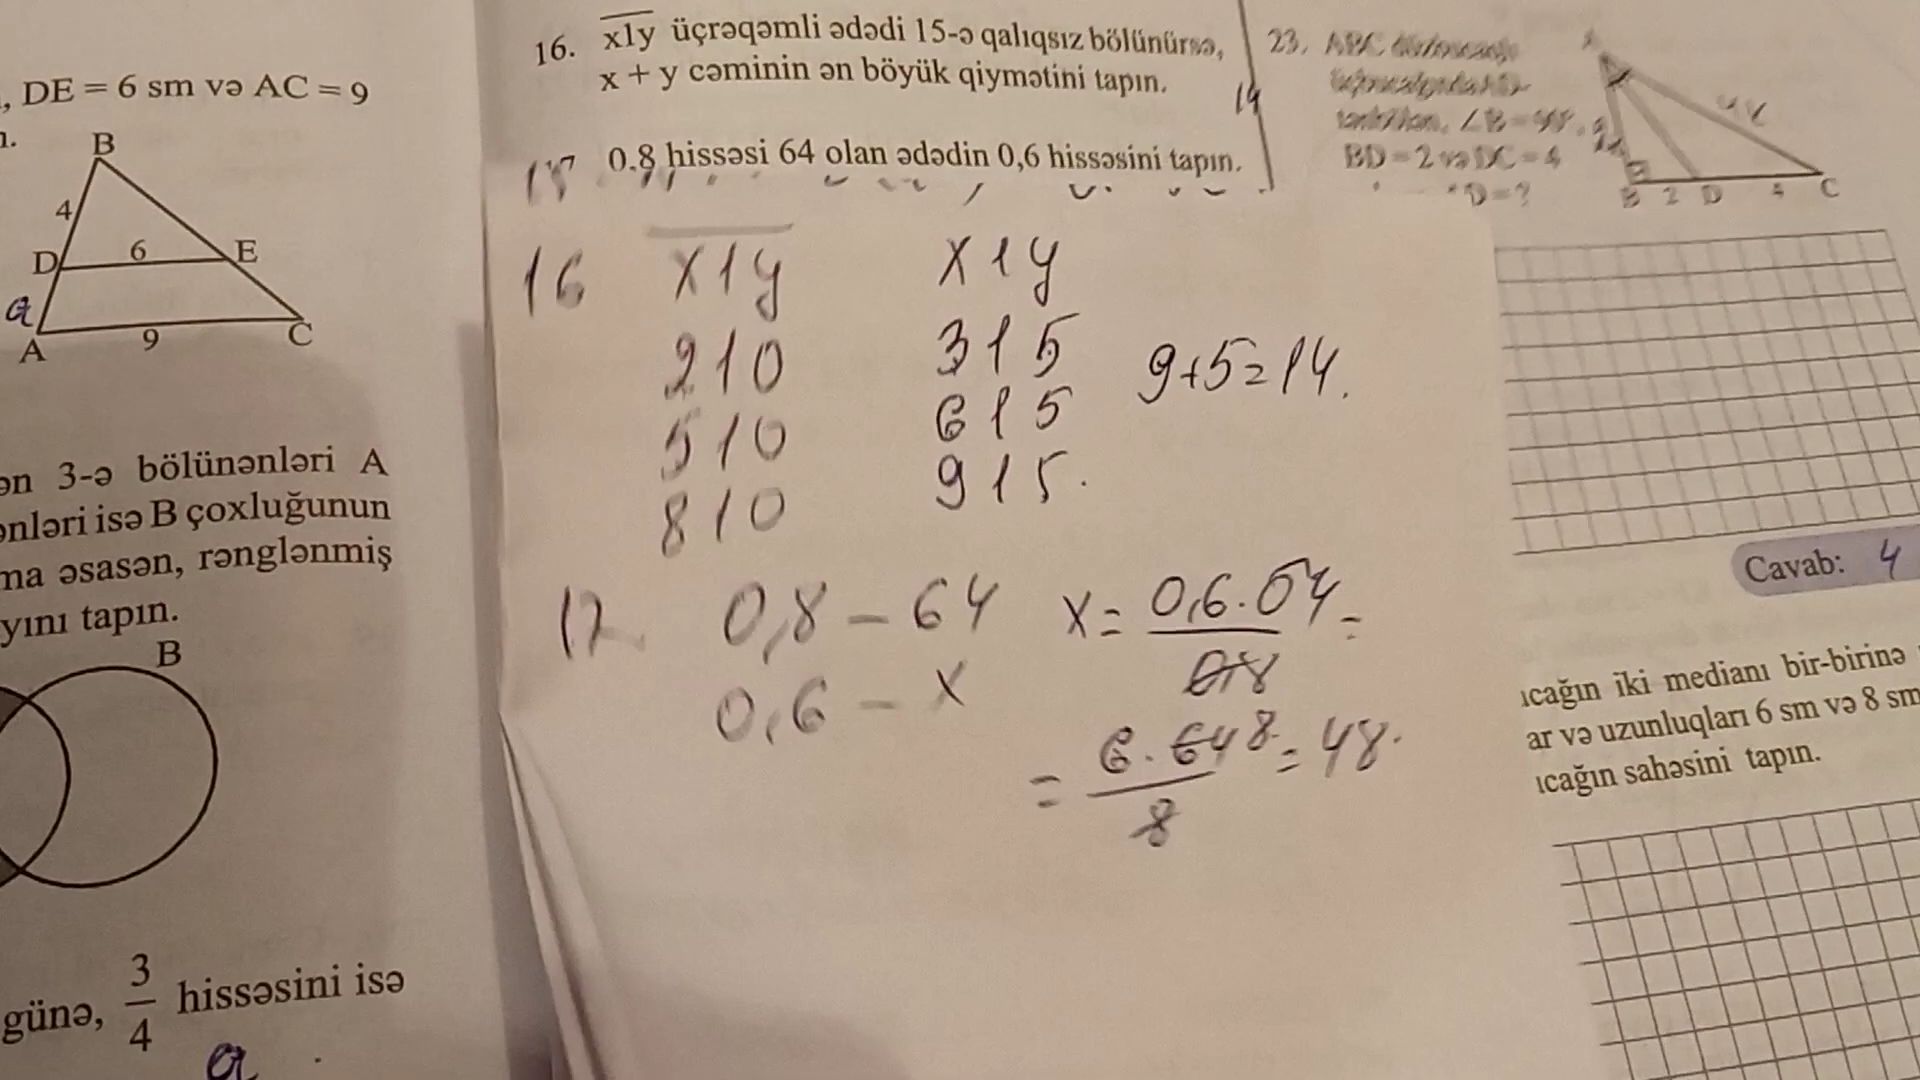 , DE = 6 sm və AC = 9
B
4
D
6
E
a
A
9
C
ən 3-ə bölünənləri A
ənləri isə B çoxluğunun
ma əsasən, rənglənmiş
yını tapın.
B
günə, 3/4 hissəsini isə
a
16. x1y üçrəqəmli ədədi 15-ə qalıqsız bölünürsə,
x + y cəminin ən böyük qiymətini tapın.
14
0.8 hissəsi 64 olan ədədin 0,6 hissəsini tapın.
16 x1y x1y
210 315 9+5=14.
510 615
810 915.
17 0,8 – 64 x = 0,6.64 / 0,8 =
0,6 – x
= 6.64 8 / 8 = 48.
23. ABC
BD = 2 və DC = 4
D = ?
B 2 D 4 C
Cavab: 4
ıcağın iki medianı bir-birinə
ar və uzunluqları 6 sm və 8 sm
ıcağın sahəsini tapın.